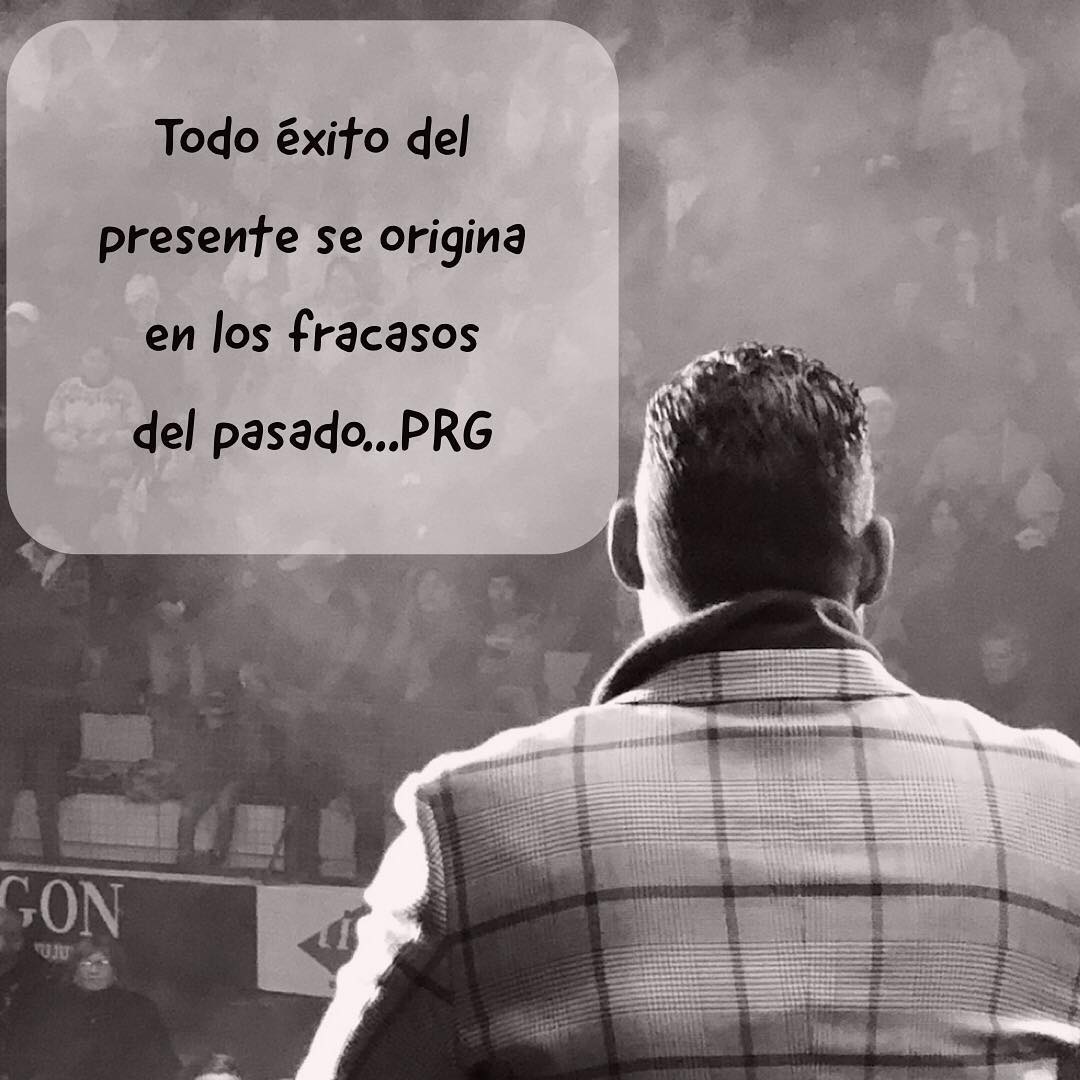 Todo éxito del
presente se origina
en los fracasos
del pasado...PRG
GON